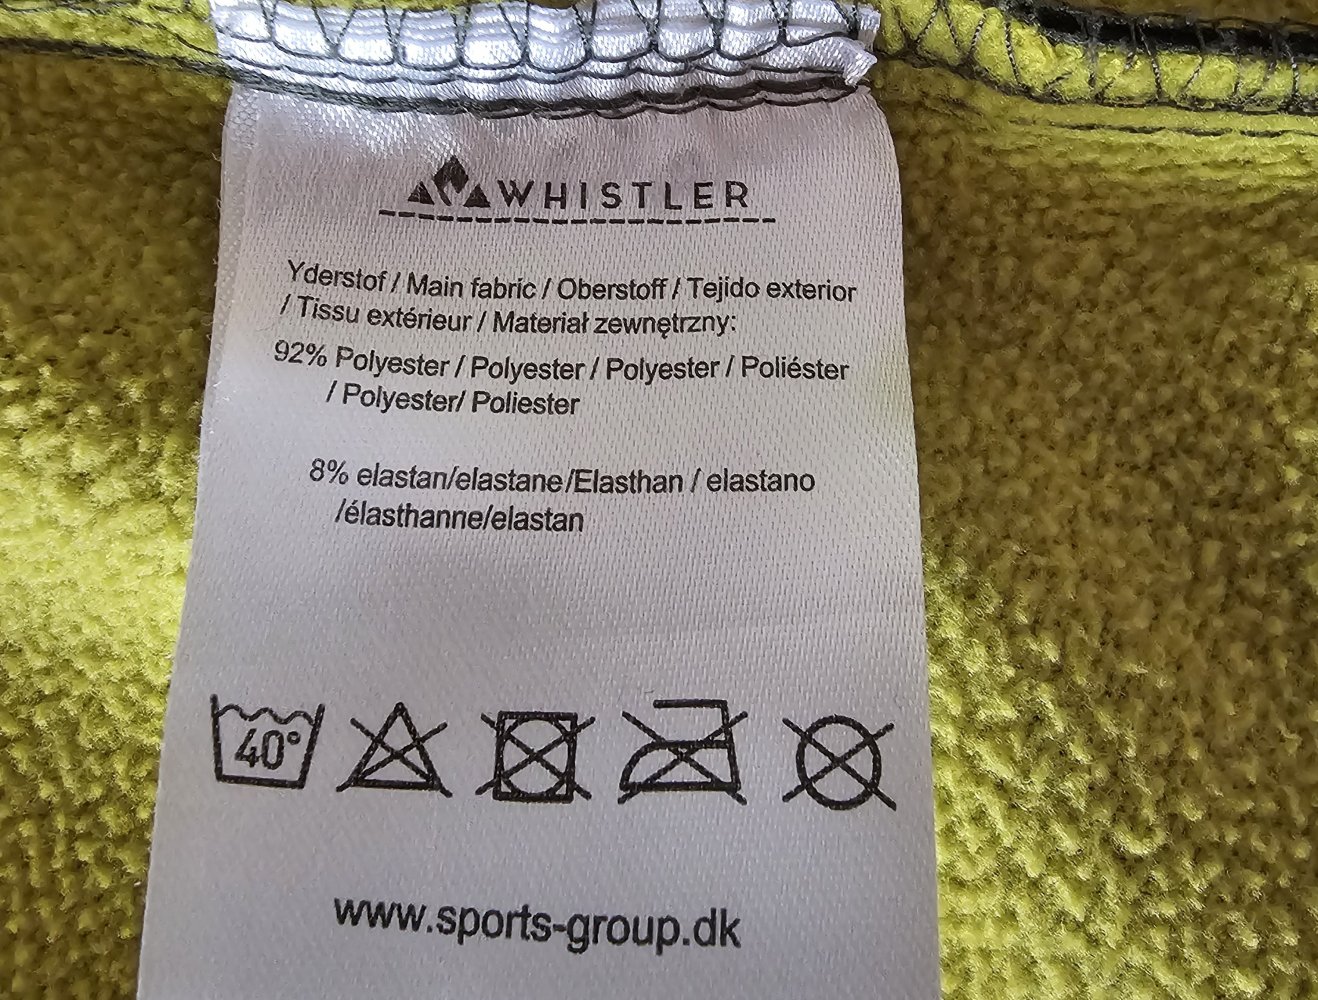 WHISTLER
Yderstof / Main fabric / Oberstoff / Tejido exterior
/ Tissu extérieur / Materiał zewnętrzny:
92% Polyester / Polyester / Polyester / Poliéster
/ Polyester/ Poliester
8% elastan/elastane/Elasthan / elastano
/élasthanne/elastan
40°
www.sports-group.dk